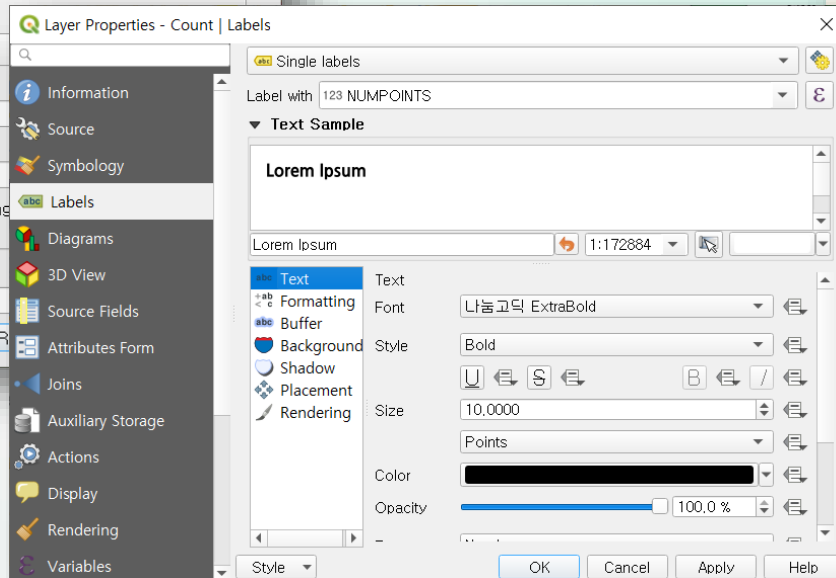 Layer Properties - Count | Labels
Single labels
Label with 123 NUMPOINTS
Text Sample
Lorem Ipsum
Lorem Ipsum
1:172884
Information
Source
Symbology
abc Labels
Diagrams
3D View
Source Fields
Attributes Form
Joins
Auxiliary Storage
Actions
Display
Rendering
Variables
abc Text
Formatting
abc Buffer
Background
Shadow
Placement
Rendering
Text
Font 나눔고딕 ExtraBold
Style Bold
U S B I
Size 10,0000
Points
Color
Opacity 100,0 %
Style OK Cancel Apply Help